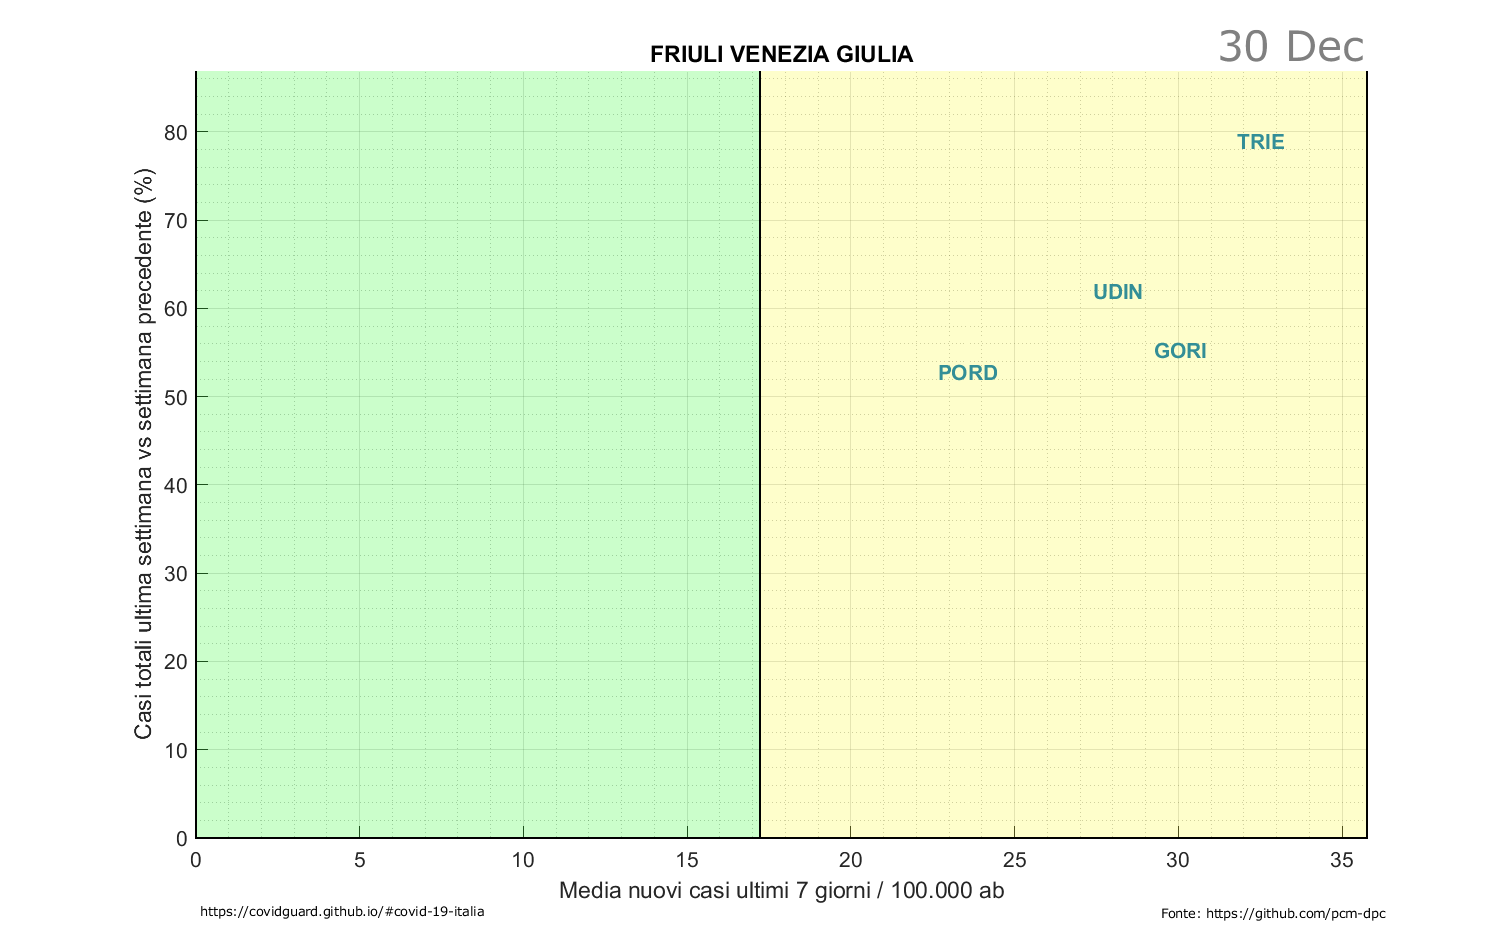 30 Dec
FRIULI VENEZIA GIULIA
Casi totali ultima settimana vs settimana precedente (%)
80
70
60
50
40
30
20
10
0
TRIE
UDIN
GORI
PORD
0 5 10 15 20 25 30 35
Media nuovi casi ultimi 7 giorni / 100.000 ab
https://covidguard.github.io/#covid-19-italia
Fonte: https://github.com/pcm-dpc